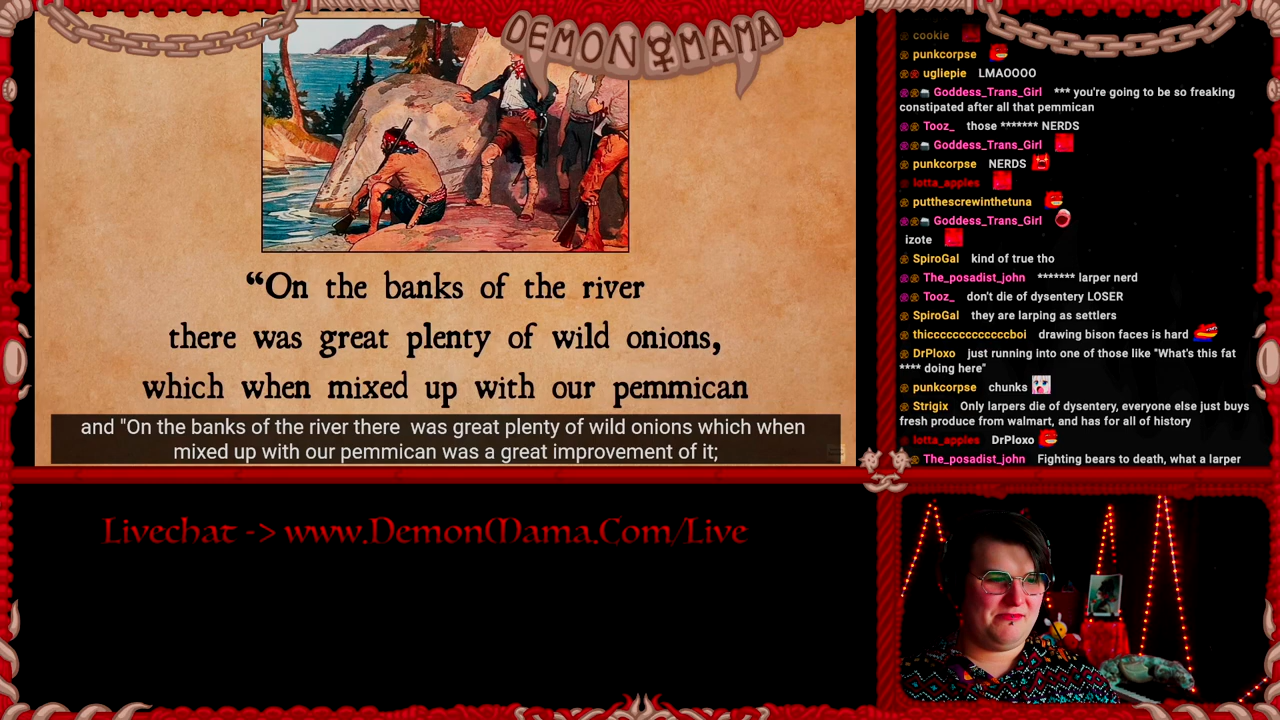 DEMON MAMA
“On the banks of the river
there was great plenty of wild onions,
which when mixed up with our pemmican
and "On the banks of the river there was great plenty of wild onions which when
mixed up with our pemmican was a great improvement of it;
cookie
punkcorpse
ugliepie LMAOOOO
Goddess_Trans_Girl *** you're going to be so freaking
constipated after all that pemmican
Tooz_ those ******* NERDS
Goddess_Trans_Girl
punkcorpse NERDS
lotta_apples
putthescrewinthetuna
Goddess_Trans_Girl
izote
SpiroGal kind of true tho
The_posadist_john ******* larper nerd
Tooz_ don't die of dysentery LOSER
SpiroGal they are larping as settlers
thicccccccccccccboi drawing bison faces is hard
DrPloxo just running into one of those like "What's this fat
**** doing here"
punkcorpse chunks
Strigix Only larpers die of dysentery, everyone else just buys
fresh produce from walmart, and has for all of history
lotta_apples DrPloxo
The_posadist_john Fighting bears to death, what a larper
Livechat -> www.DemonMama.Com/Live